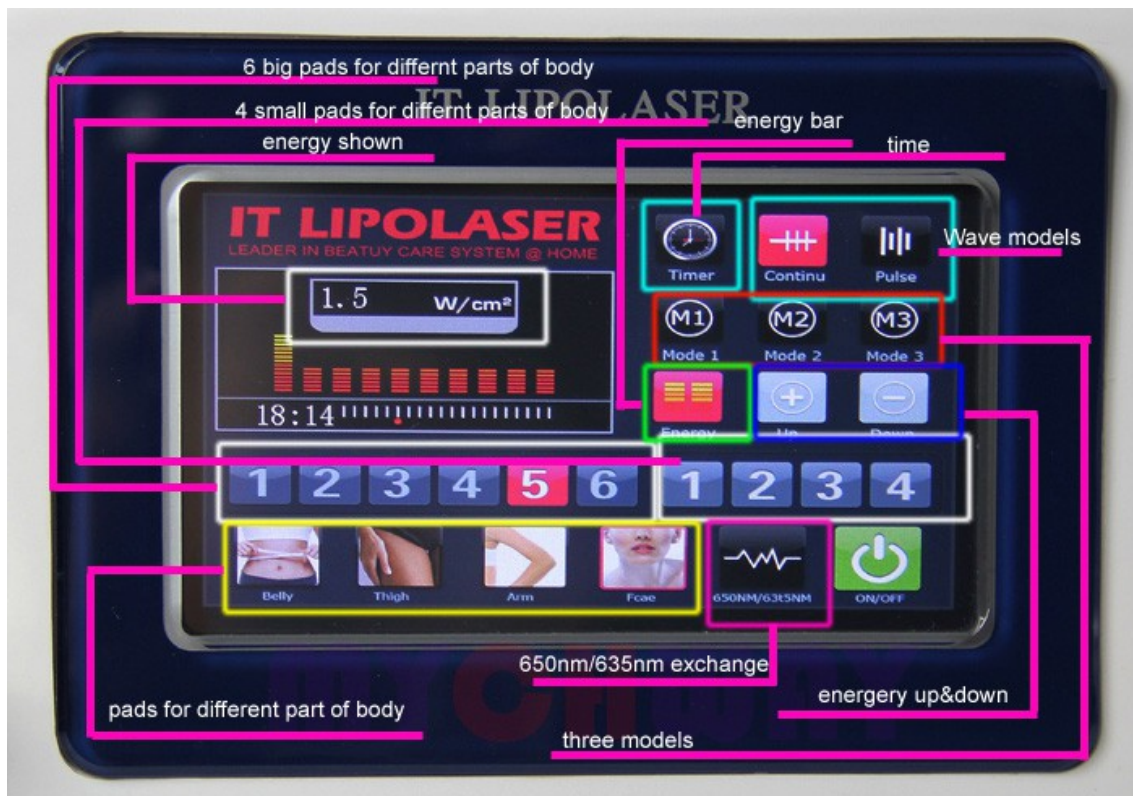 6 big pads for differnt parts of body
IT LIPOLASER
4 small pads for differnt parts of body
energy bar
energy shown
time
IT LIPOLASER
LEADER IN BEATUY CARE SYSTEM @ HOME
Timer
Continu
Pulse
Wave models
1.5 W/cm²
M1
M2
M3
Mode 1
Mode 2
Mode 3
18:14
Energy
Up
Down
1 2 3 4 5 6
1 2 3 4
Belly
Thigh
Arm
Fcae
650NM/63t5NM
ON/OFF
650nm/635nm exchange
MYCHWAY
energery up&down
pads for different part of body
three models